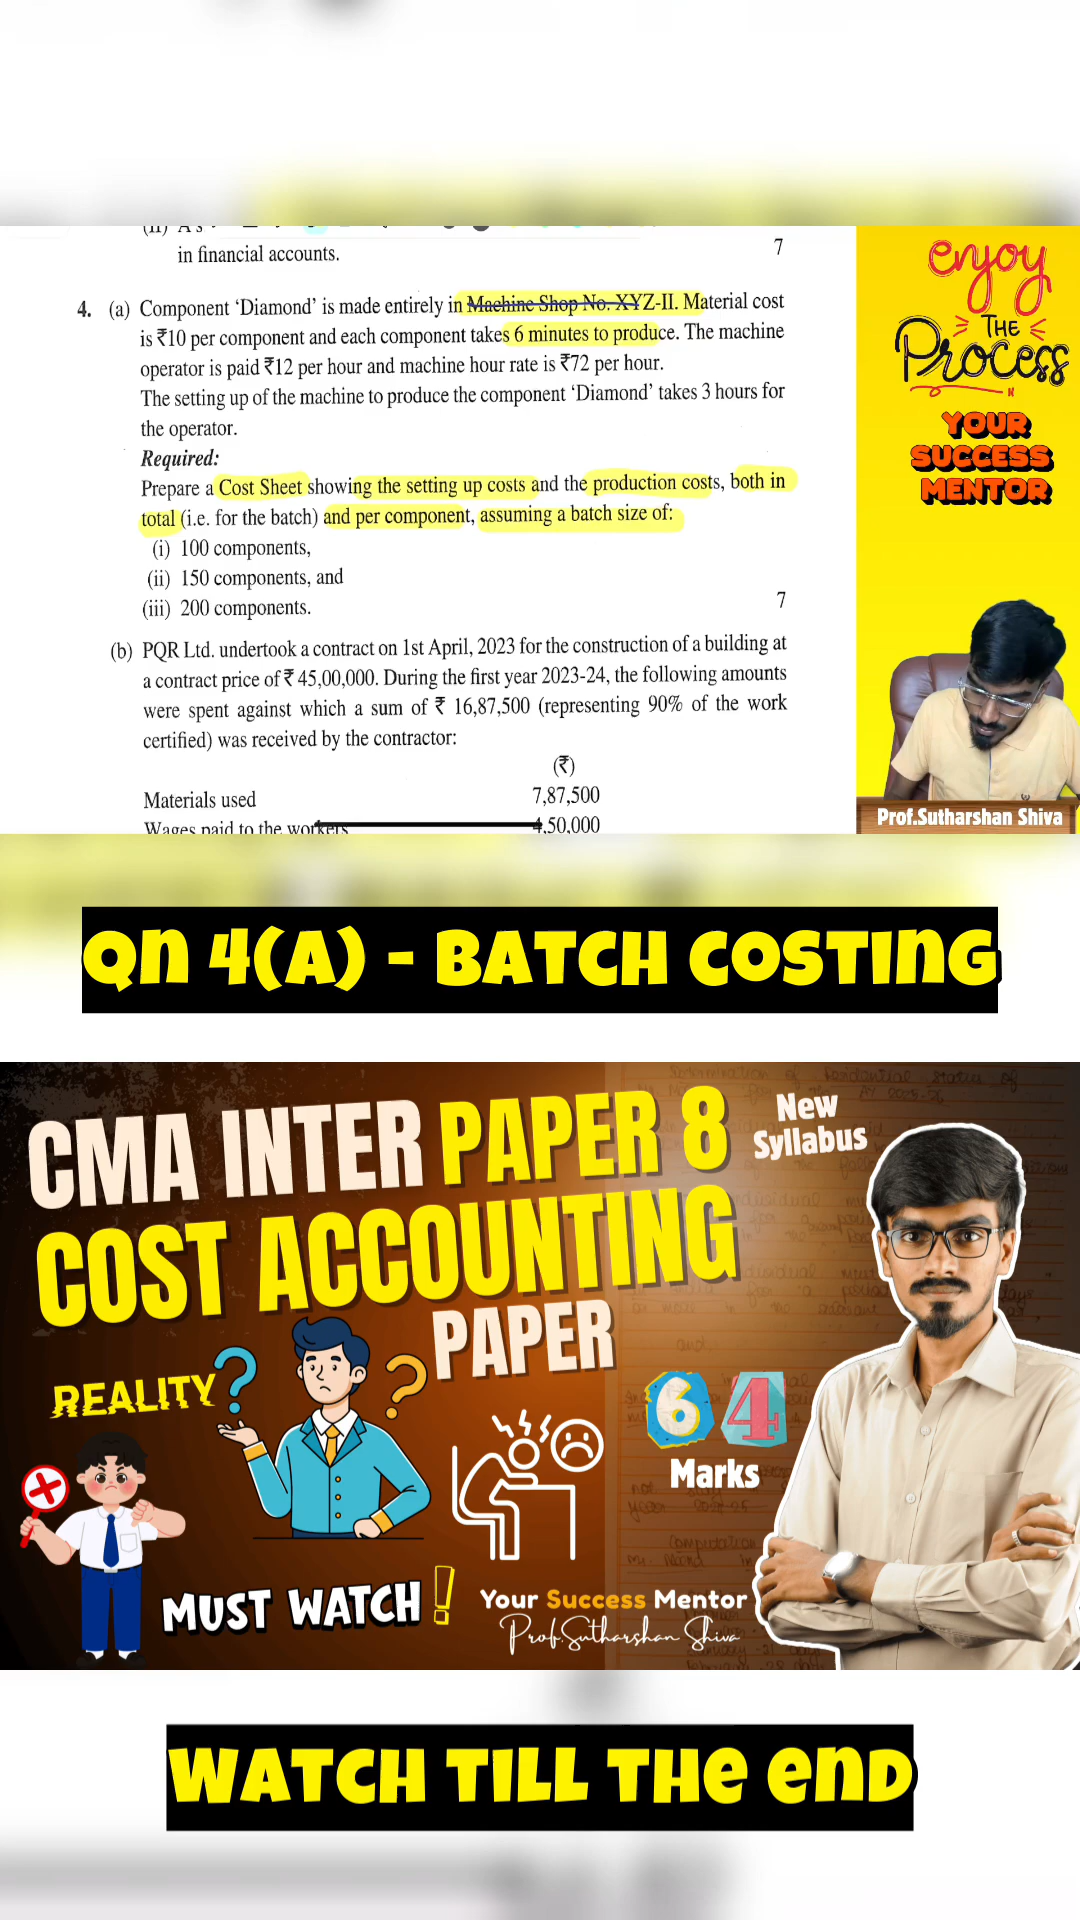 in financial accounts.
7
4. (a) Component ‘Diamond’ is made entirely in Machine Shop No. XYZ-II. Material cost
is ₹10 per component and each component takes 6 minutes to produce. The machine
operator is paid ₹12 per hour and machine hour rate is ₹72 per hour.
The setting up of the machine to produce the component ‘Diamond’ takes 3 hours for
the operator.
Required:
Prepare a Cost Sheet showing the setting up costs and the production costs, both in
total (i.e. for the batch) and per component, assuming a batch size of:
(i) 100 components,
(ii) 150 components, and
(iii) 200 components.
7
(b) PQR Ltd. undertook a contract on 1st April, 2023 for the construction of a building at
a contract price of ₹ 45,00,000. During the first year 2023-24, the following amounts
were spent against which a sum of ₹ 16,87,500 (representing 90% of the work
certified) was received by the contractor:
(₹)
Materials used 7,87,500
Wages paid to the workers 4,50,000
enjoy
THE
Process
YOUR
SUCCESS
MENTOR
Prof.Sutharshan Shiva
Qn 4(A) - BATCH COSTING
CMA INTER PAPER 8
New
Syllabus
COST ACCOUNTING
PAPER
REALITY
64
Marks
MUST WATCH!
Your Success Mentor
Prof.Sutharshan Shiva
WATCH TILL THE END